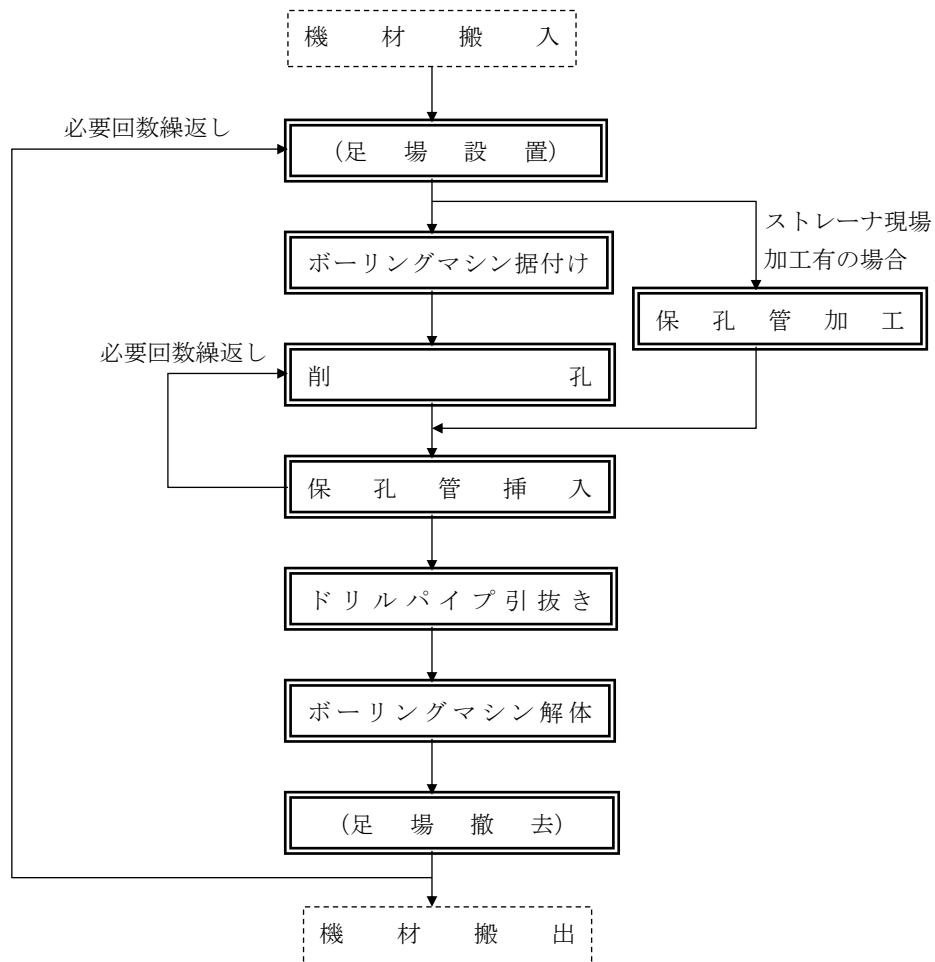 機材搬入
必要回数繰返し
(足場設置)
ストレーナ現場
加工有の場合
ボーリングマシン据付け
保孔管加工
必要回数繰返し
削孔
保孔管挿入
ドリルパイプ引抜き
ボーリングマシン解体
(足場撤去)
機材搬出